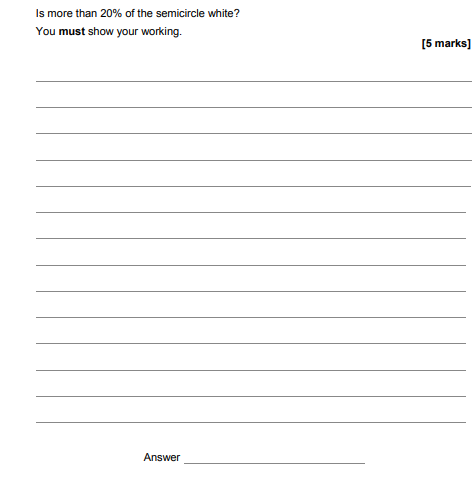 Is more than 20% of the semicircle white?
You must show your working.
[5 marks]
Answer